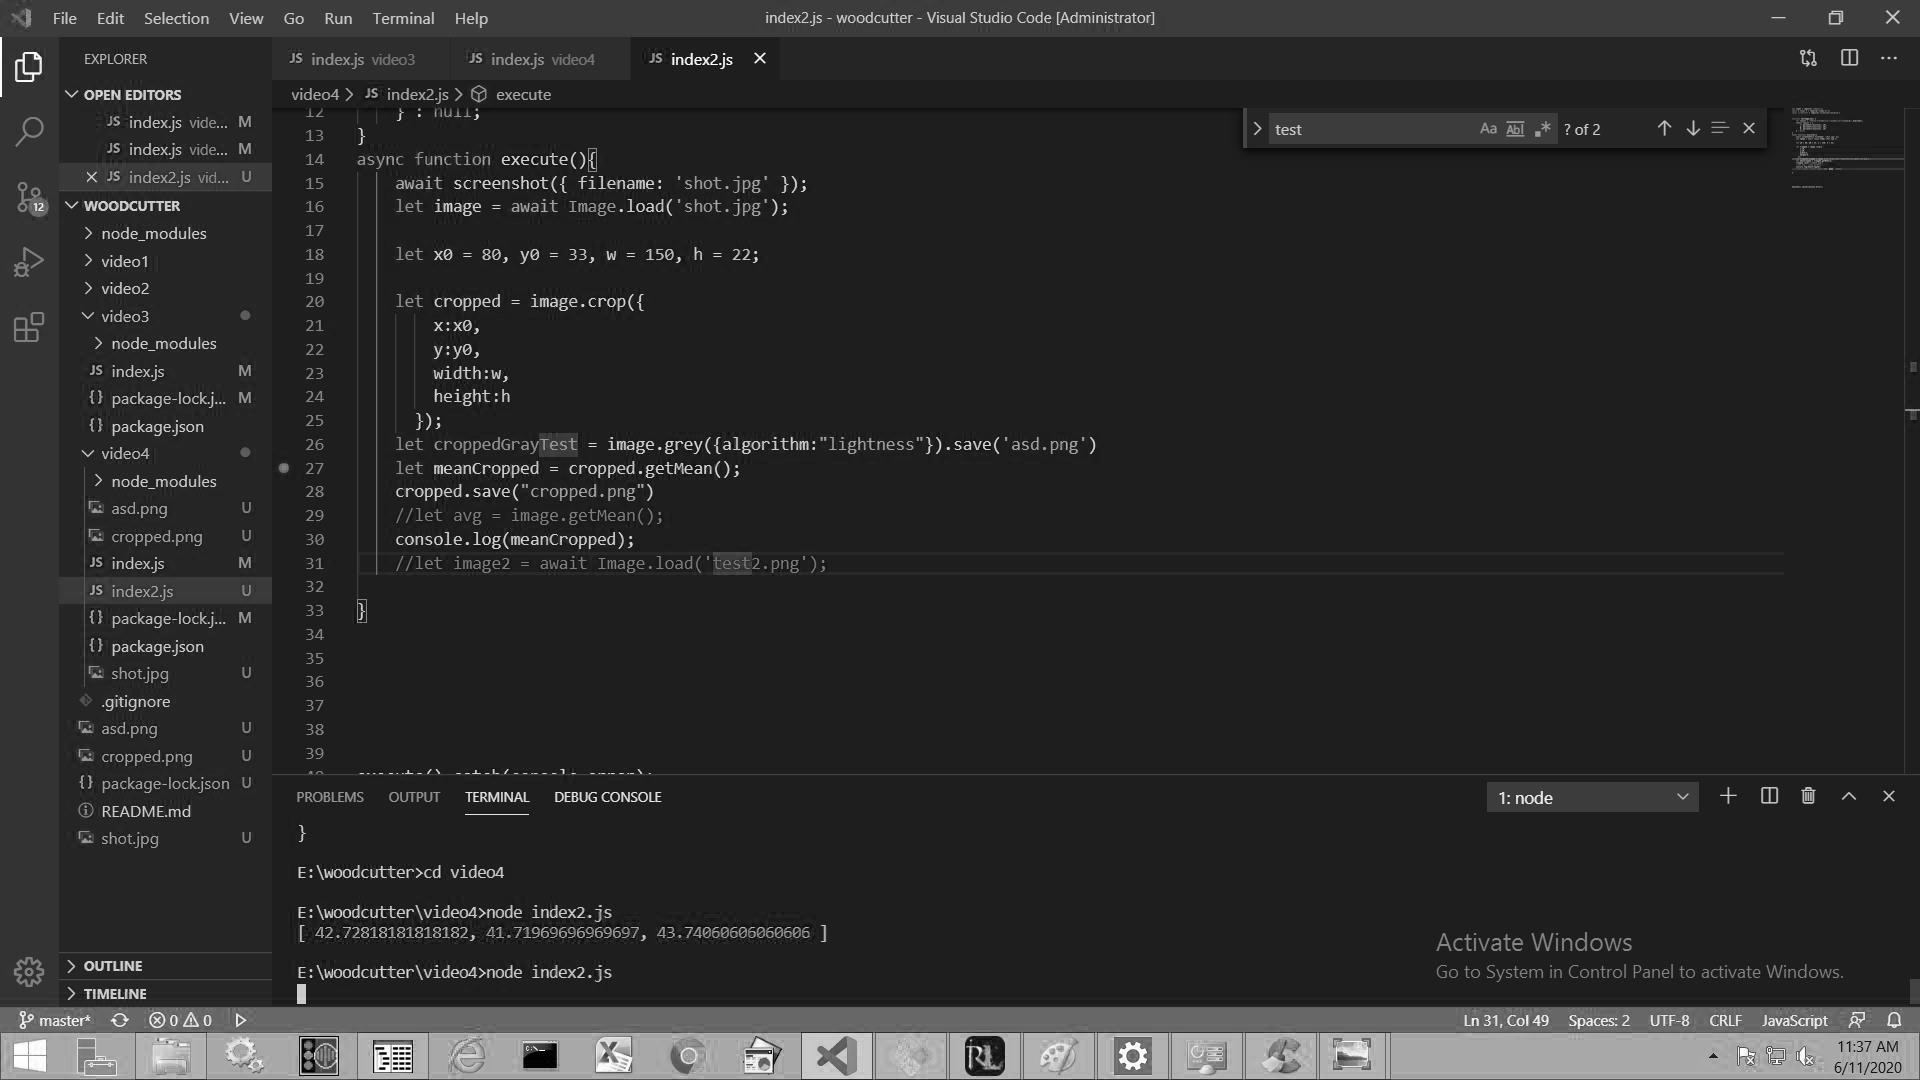 File Edit Selection View Go Run Terminal Help
index2.js - woodcutter - Visual Studio Code [Administrator]
EXPLORER
JS index.js video3
JS index.js video4
JS index2.js
OPEN EDITORS
JS index.js vide... M
JS index.js vide... M
JS index2.js vid... U
WOODCUTTER
node_modules
video1
video2
video3
node_modules
JS index.js M
{} package-lock.j... M
{} package.json
video4
node_modules
asd.png U
cropped.png U
JS index.js M
JS index2.js U
{} package-lock.j... M
{} package.json
shot.jpg U
.gitignore
asd.png U
cropped.png U
{} package-lock.json U
README.md
shot.jpg U
OUTLINE
TIMELINE
12
video4 > JS index2.js > execute
test Aa Abl .* ? of 2
12 } : null;
13 }
14 async function execute(){
15 await screenshot({ filename: 'shot.jpg' });
16 let image = await Image.load('shot.jpg');
17
18 let x0 = 80, y0 = 33, w = 150, h = 22;
19
20 let cropped = image.crop({
21 x:x0,
22 y:y0,
23 width:w,
24 height:h
25 });
26 let croppedGrayTest = image.grey({algorithm:"lightness"}).save('asd.png')
27 let meanCropped = cropped.getMean();
28 cropped.save("cropped.png")
29 //let avg = image.getMean();
30 console.log(meanCropped);
31 //let image2 = await Image.load('test2.png');
32
33 }
34
35
36
37
38
39
40 execute().catch(console.error);
PROBLEMS OUTPUT TERMINAL DEBUG CONSOLE
1: node
}
E:\woodcutter>cd video4
E:\woodcutter\video4>node index2.js
[ 42.72818181818182, 41.71969696969697, 43.74060606060606 ]
E:\woodcutter\video4>node index2.js
Activate Windows
Go to System in Control Panel to activate Windows.
master* 0 0
Ln 31, Col 49 Spaces: 2 UTF-8 CRLF JavaScript
RL
11:37 AM
6/11/2020